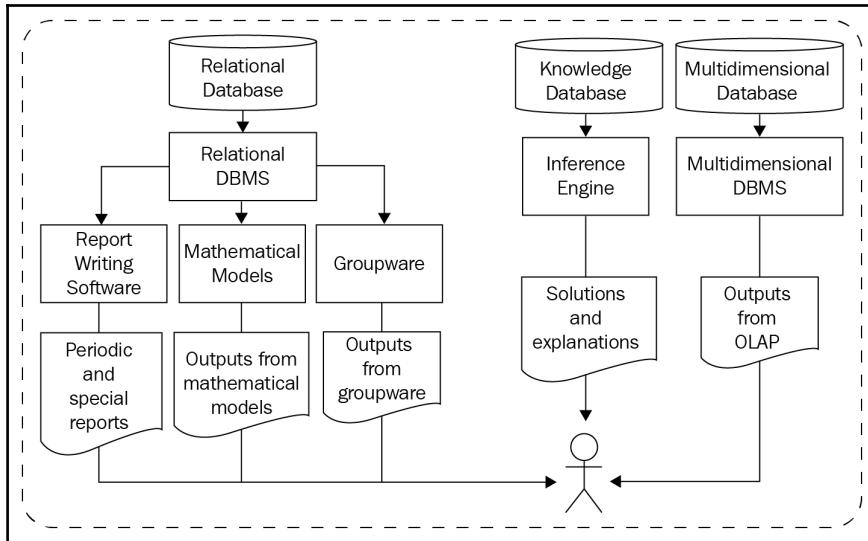 Relational
Database
Knowledge
Database
Multidimensional
Database
Relational
DBMS
Inference
Engine
Multidimensional
DBMS
Report
Writing
Software
Mathematical
Models
Groupware
Solutions
and
explanations
Outputs
from
OLAP
Periodic
and
special
reports
Outputs from
mathematical
models
Outputs
from
groupware